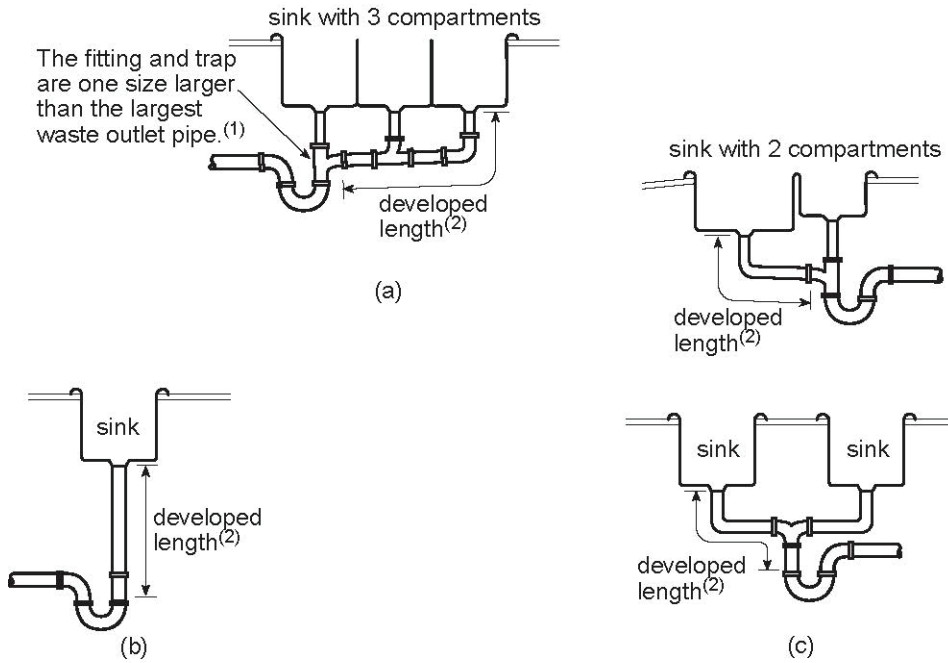 sink with 3 compartments
The fitting and trap
are one size larger
than the largest
waste outlet pipe.(1)
developed
length(2)
(a)
sink with 2 compartments
developed
length(2)
sink
developed
length(2)
(b)
sink
sink
developed
length(2)
(c)